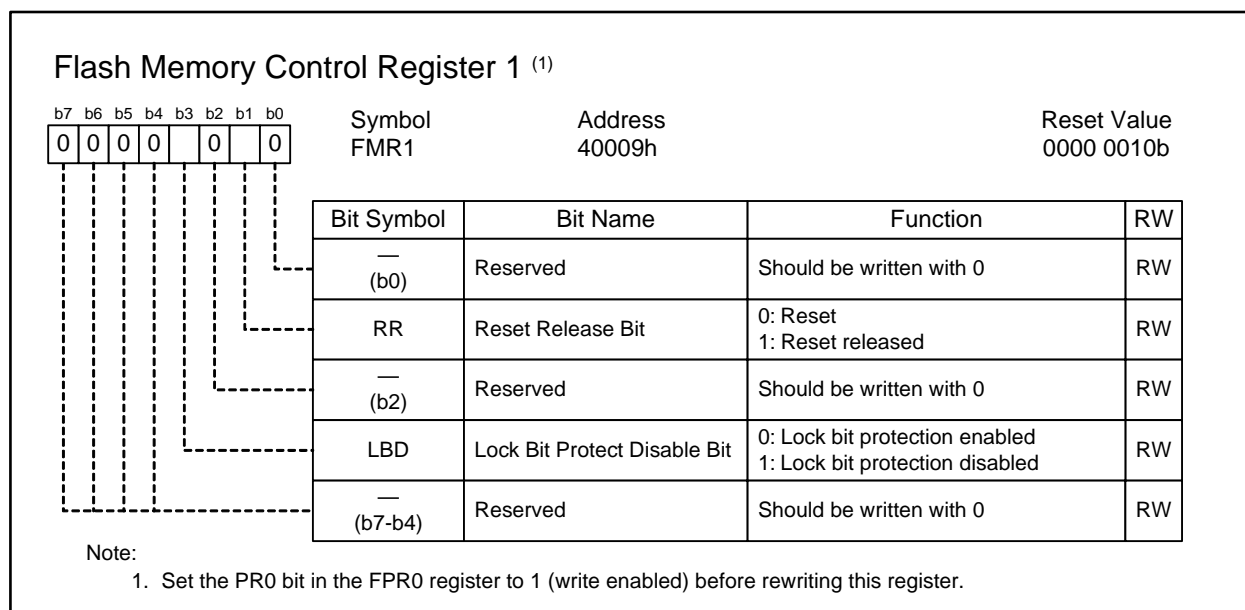 Flash Memory Control Register 1 (1)
b7 b6 b5 b4 b3 b2 b1 b0
0 0 0 0 0 0
Symbol Address Reset Value
FMR1 40009h 0000 0010b
Bit Symbol Bit Name Function RW
—
(b0) Reserved Should be written with 0 RW
RR Reset Release Bit 0: Reset RW
1: Reset released
—
(b2) Reserved Should be written with 0 RW
LBD Lock Bit Protect Disable Bit 0: Lock bit protection enabled RW
1: Lock bit protection disabled
—
(b7-b4) Reserved Should be written with 0 RW
Note:
1. Set the PR0 bit in the FPR0 register to 1 (write enabled) before rewriting this register.